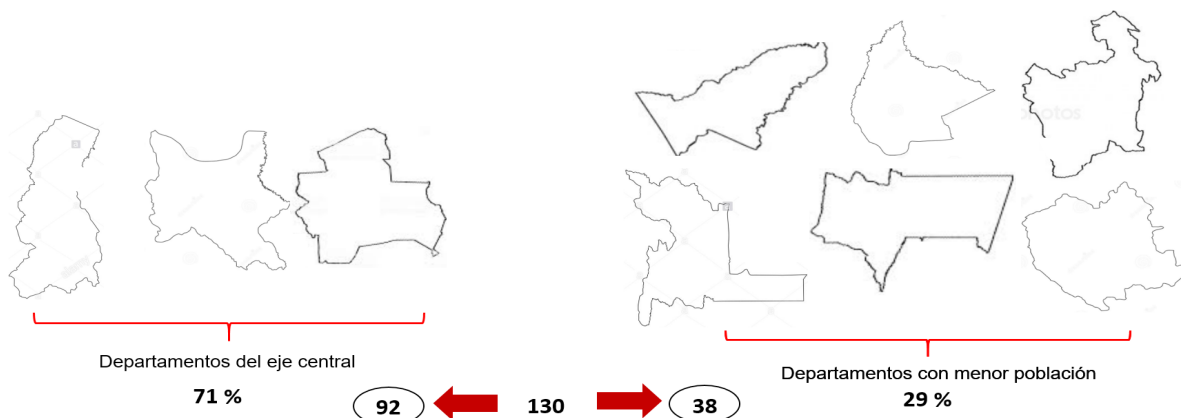 Departamentos del eje central
71 %
92
130
38
Departamentos con menor población
29 %